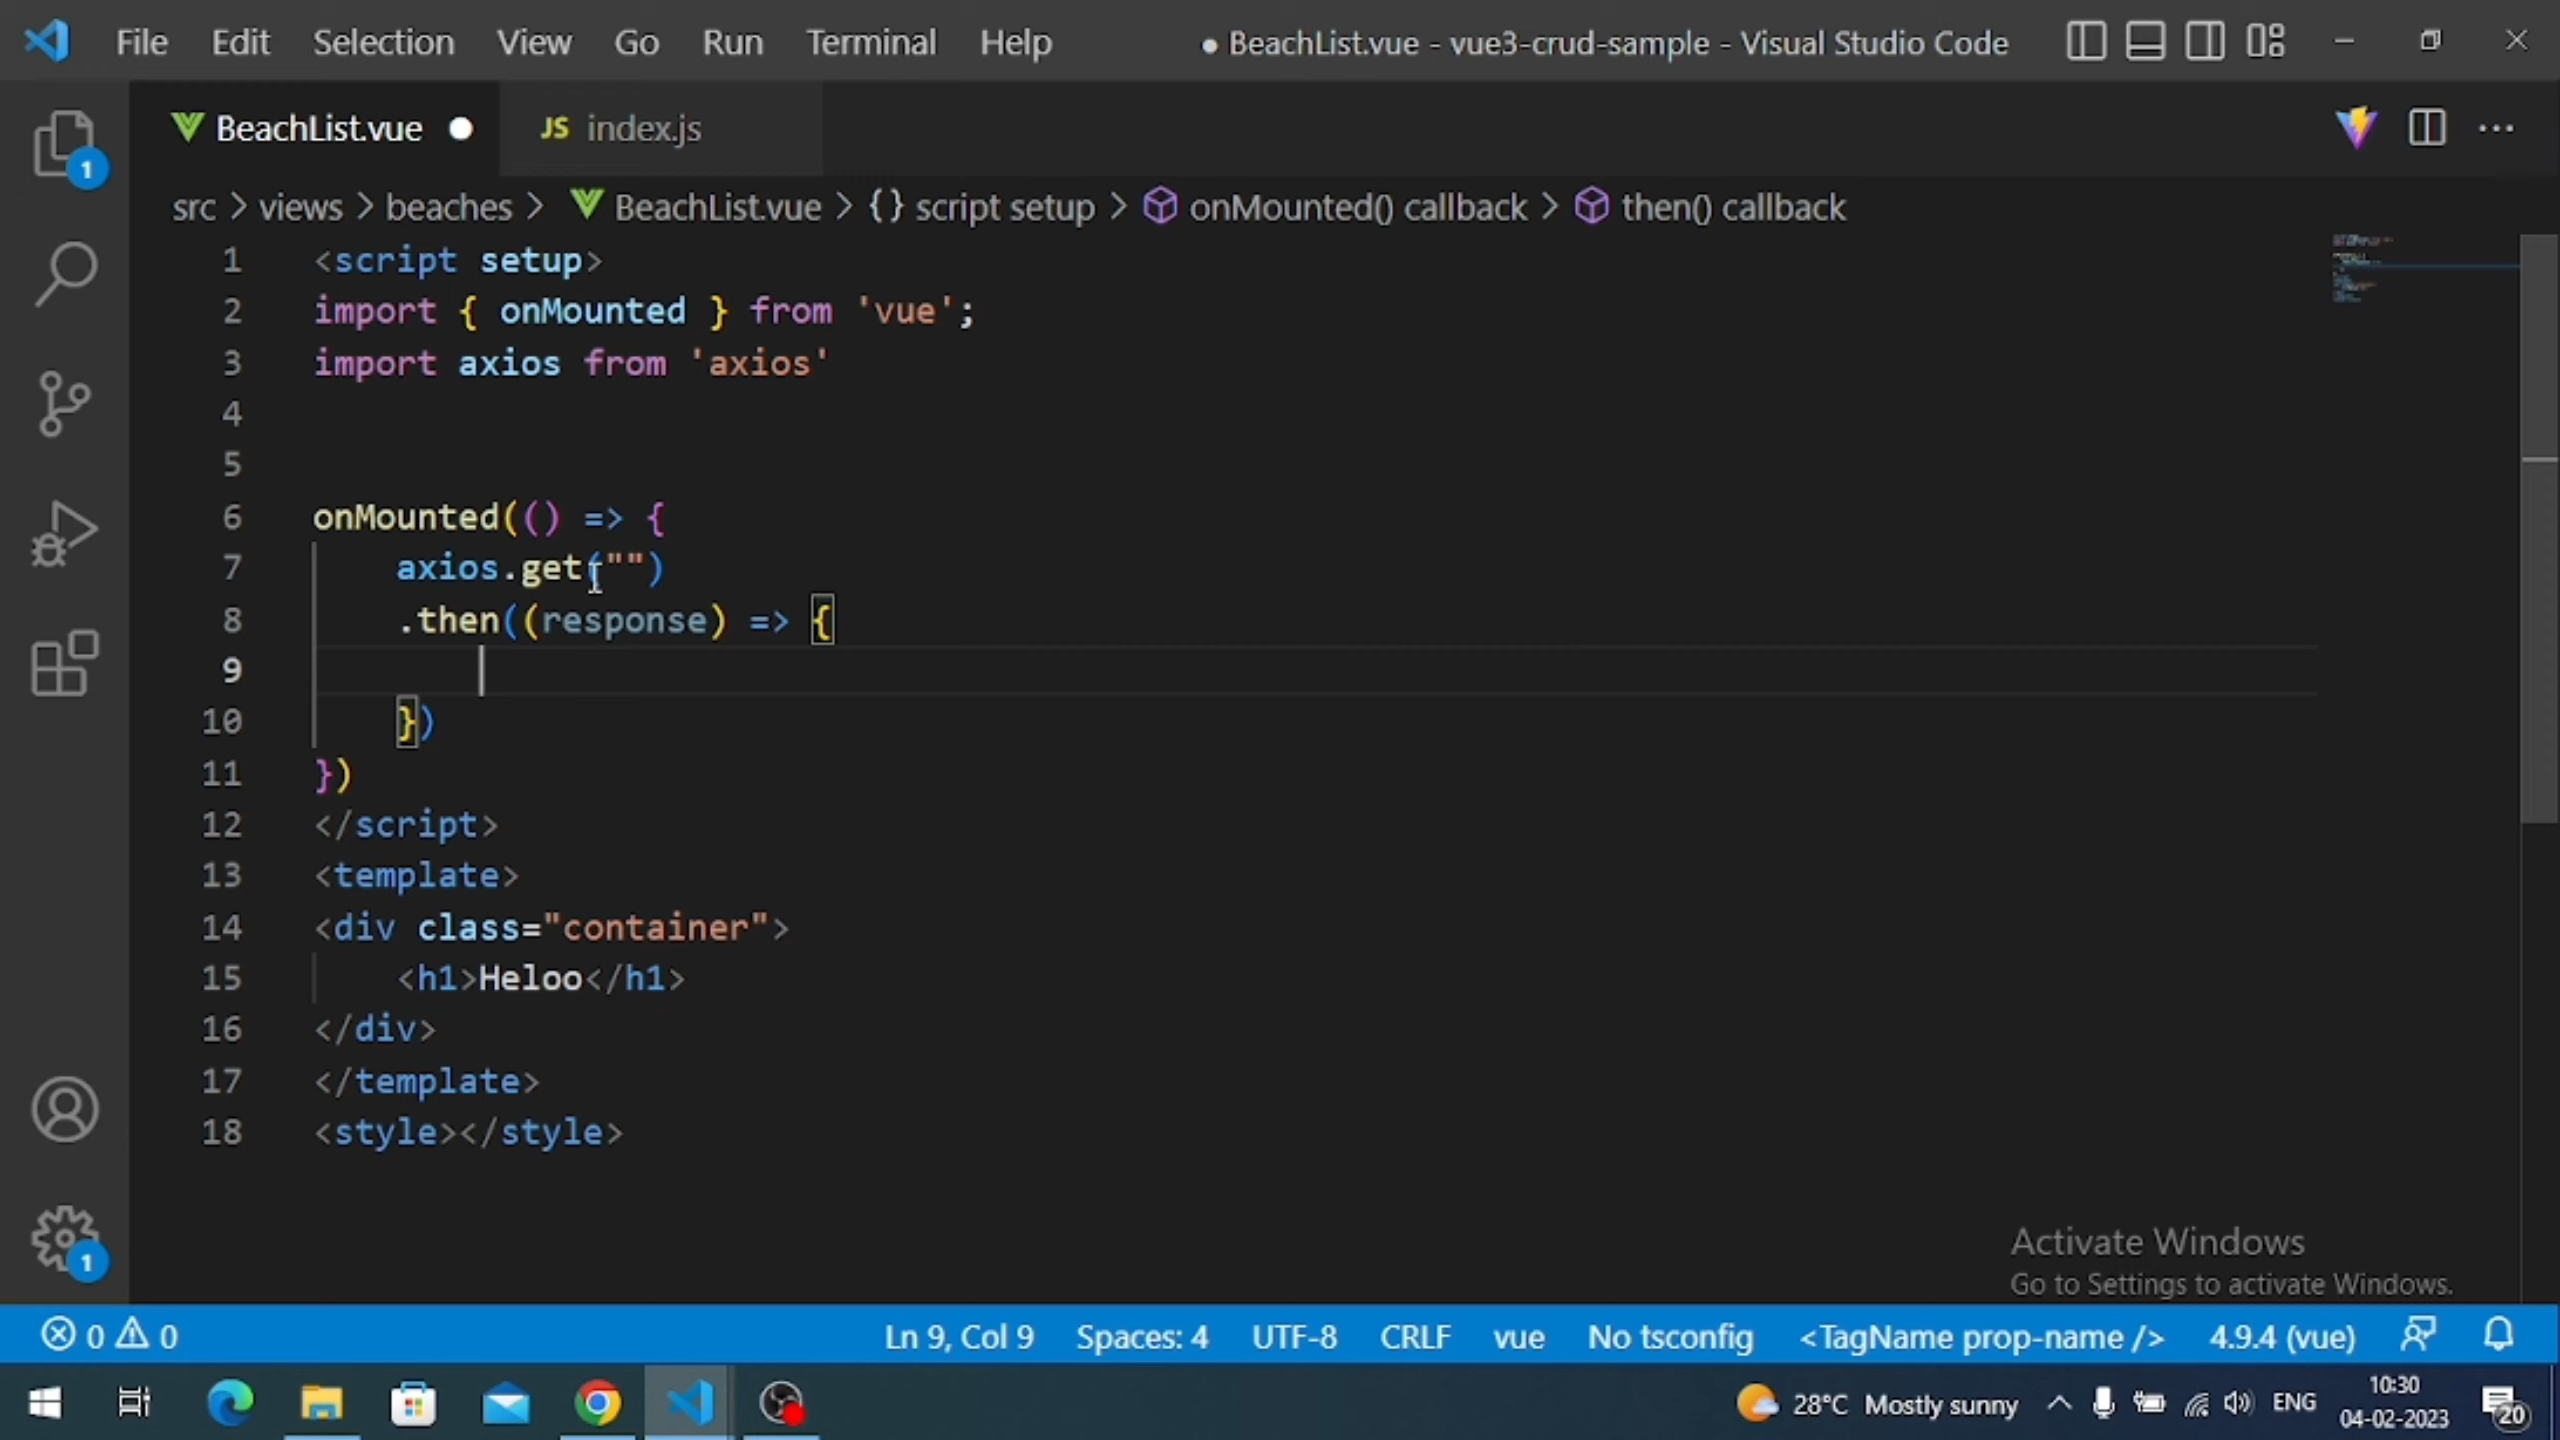 File Edit Selection View Go Run Terminal Help ● BeachList.vue - vue3-crud-sample - Visual Studio Code
BeachList.vue ● JS index.js
1
src > views > beaches > BeachList.vue > {} script setup > onMounted() callback > then() callback
1 <script setup>
2 import { onMounted } from 'vue';
3 import axios from 'axios'
4
5
6 onMounted(() => {
7 axios.get("")
8 .then((response) => {
9
10 })
11 })
12 </script>
13 <template>
14 <div class="container">
15 <h1>Heloo</h1>
16 </div>
17 </template>
18 <style></style>
1
Activate Windows
Go to Settings to activate Windows.
0 0 Ln 9, Col 9 Spaces: 4 UTF-8 CRLF vue No tsconfig <TagName prop-name /> 4.9.4 (vue)
28°C Mostly sunny ENG 10:30
04-02-2023 20